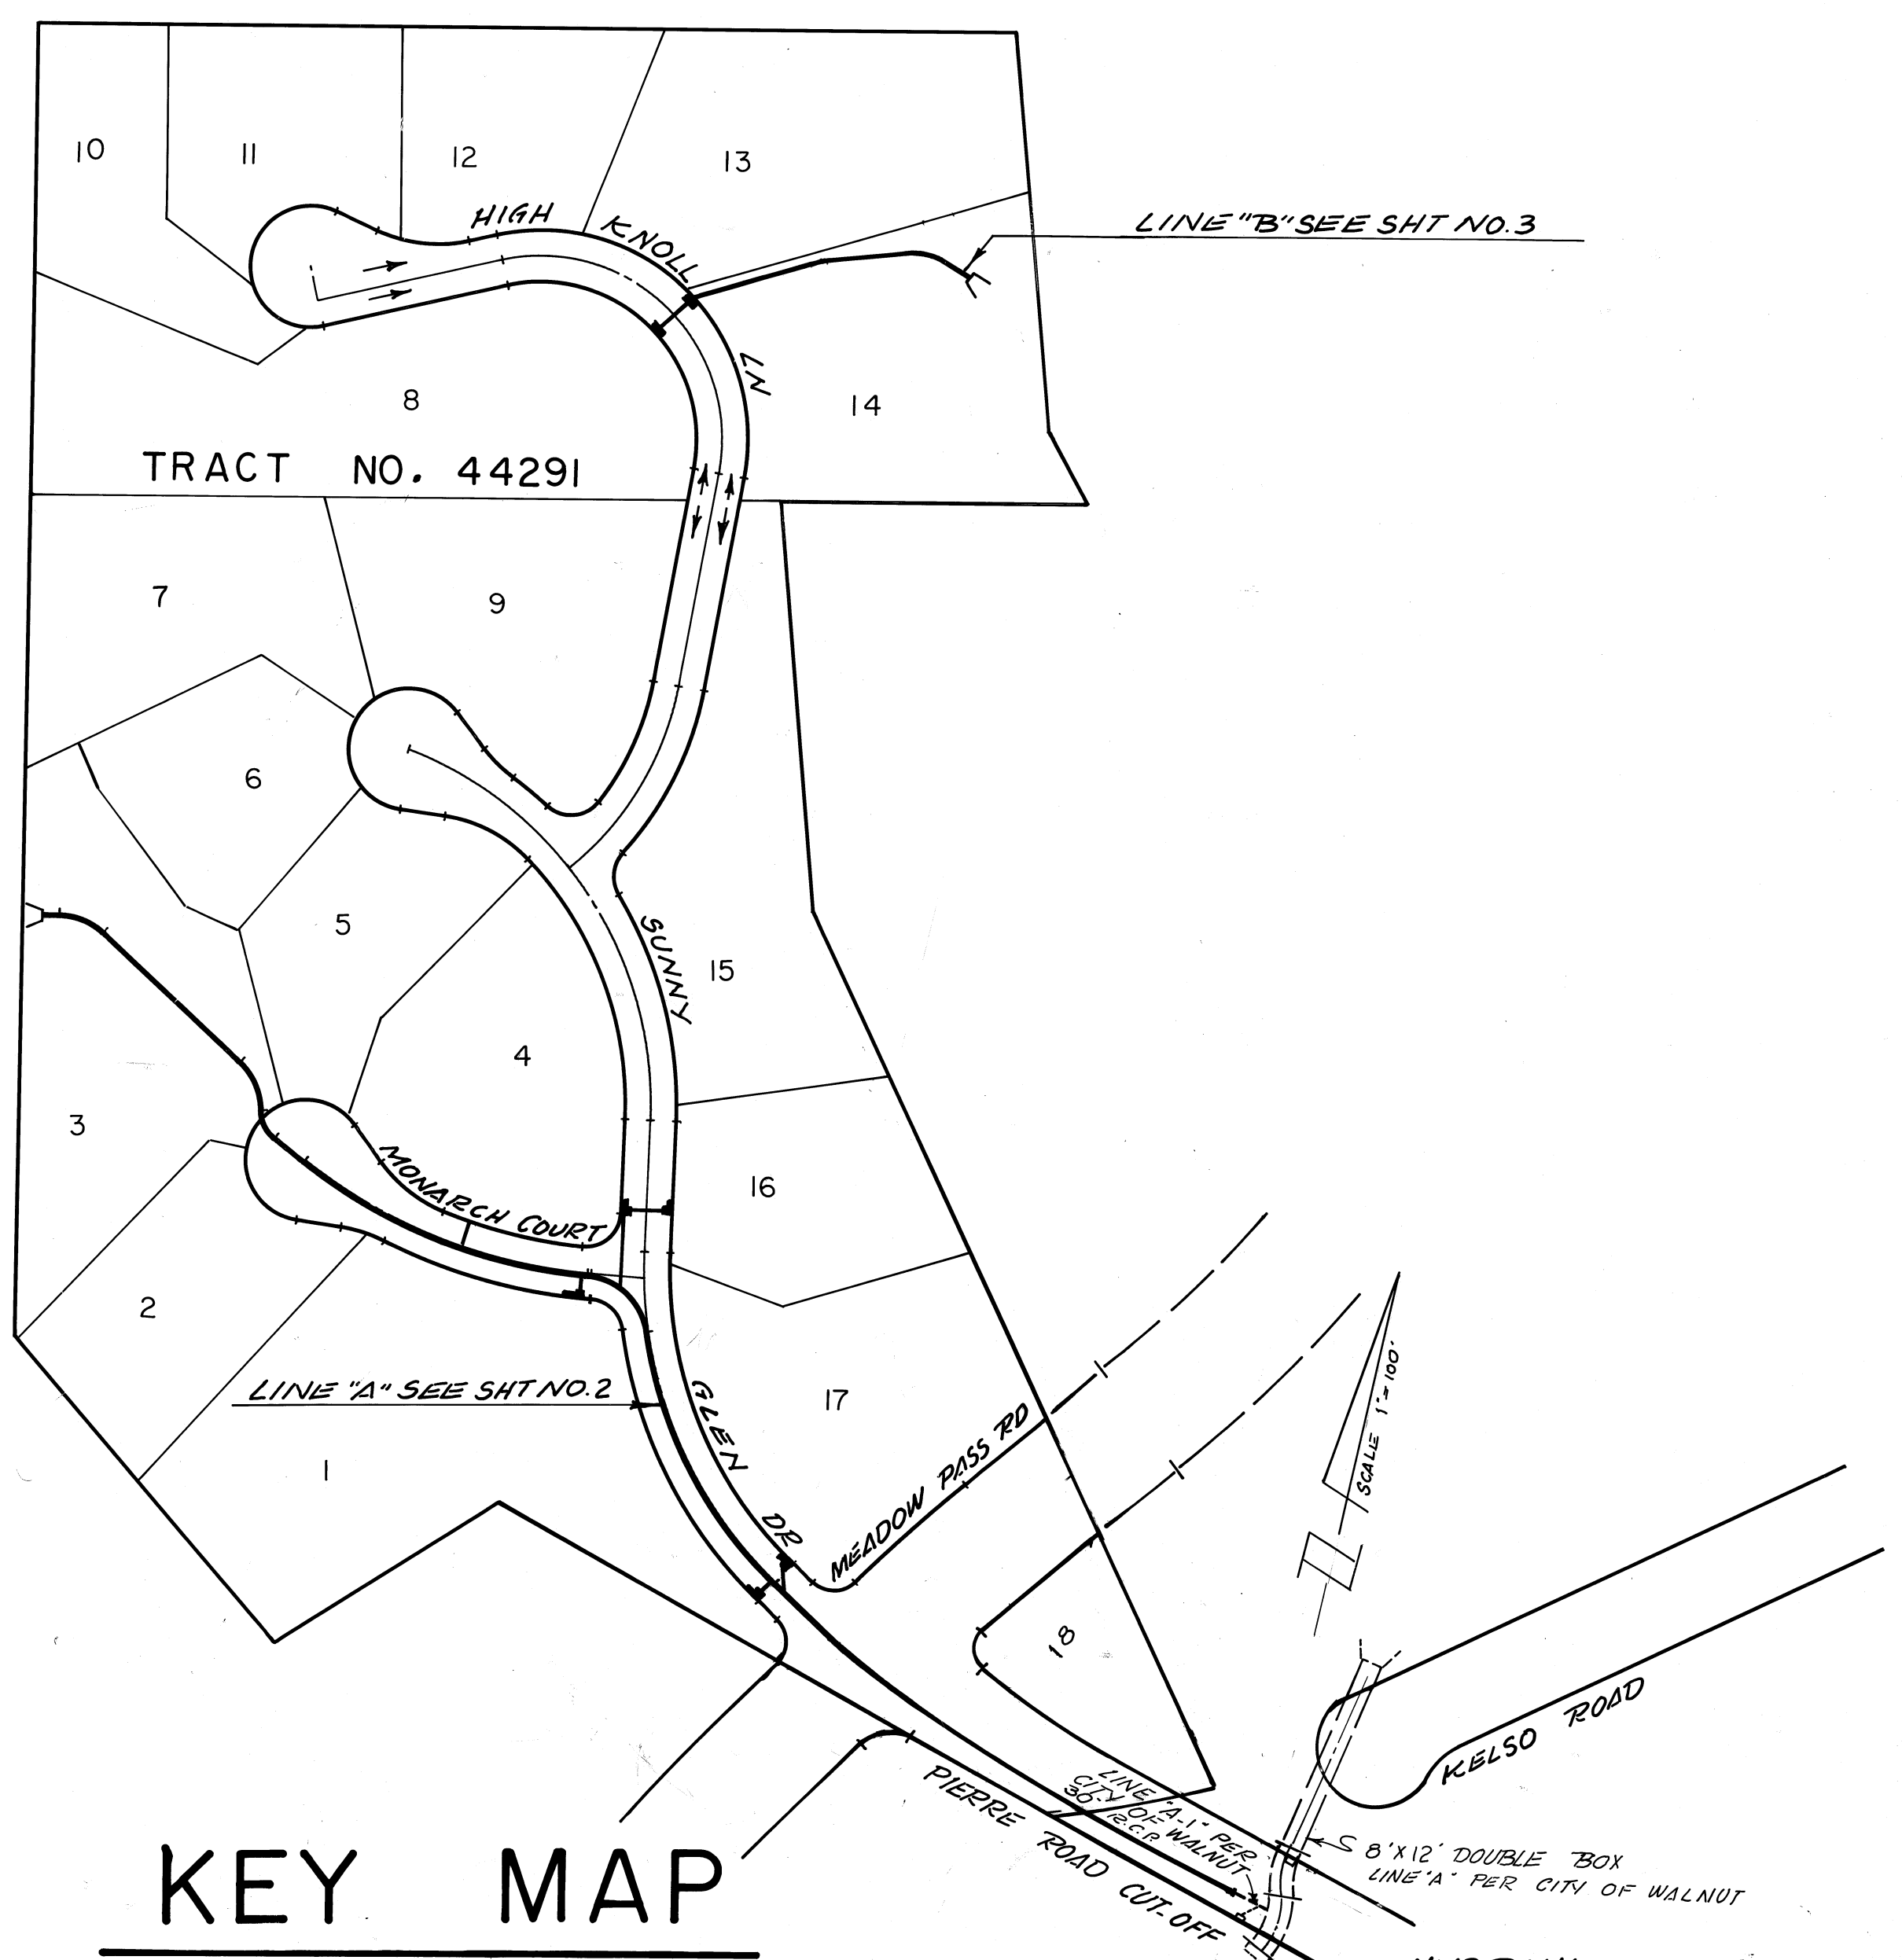 10
11
12
13
HIGH KNOLL LN
LINE "B" SEE SHT NO. 3
8
14
TRACT NO. 44291
7
9
6
5
SUNNY
15
4
3
MONARCH COURT
16
2
LINE "A" SEE SHT NO. 2
GLEN DR
17
MEADOW PASS RD
SCALE 1"=100'
1
18
KELSO ROAD
LINE "A-1" PER
CITY OF WALNUT
30" R.C.P.
PIERRE ROAD CUT-OFF
8'X12' DOUBLE BOX
LINE "A" PER CITY OF WALNUT
KEY MAP